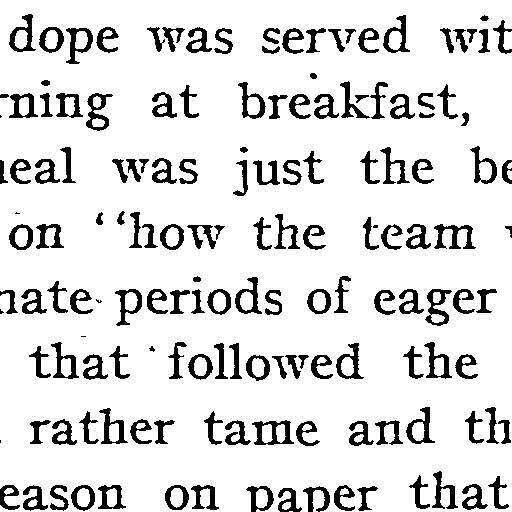 dope was served wit
rning at breakfast,
eal was just the be
on "how the team
nate periods of eager
that followed the
rather tame and th
eason on paper that